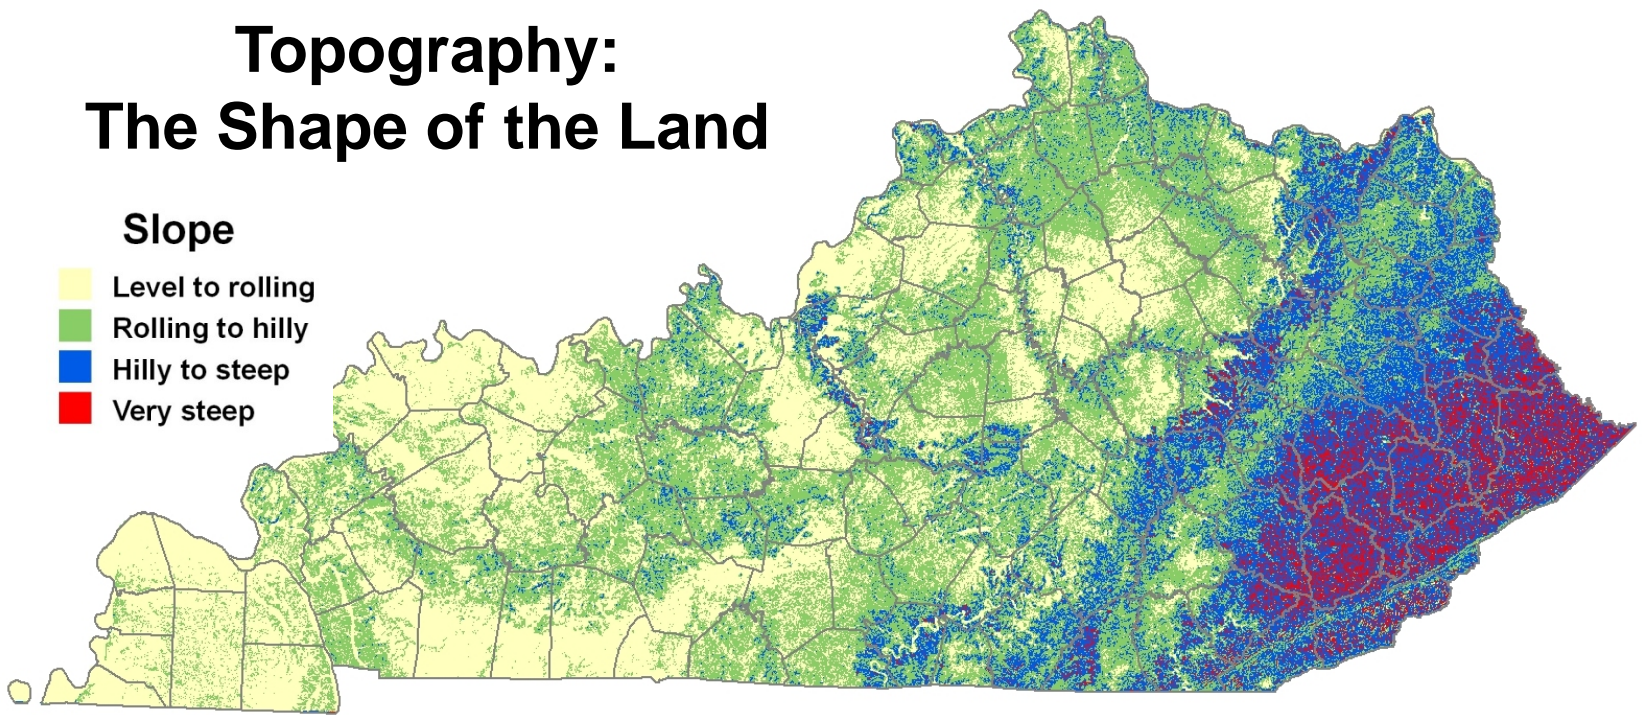 Topography:
The Shape of the Land
Slope
Level to rolling
Rolling to hilly
Hilly to steep
Very steep